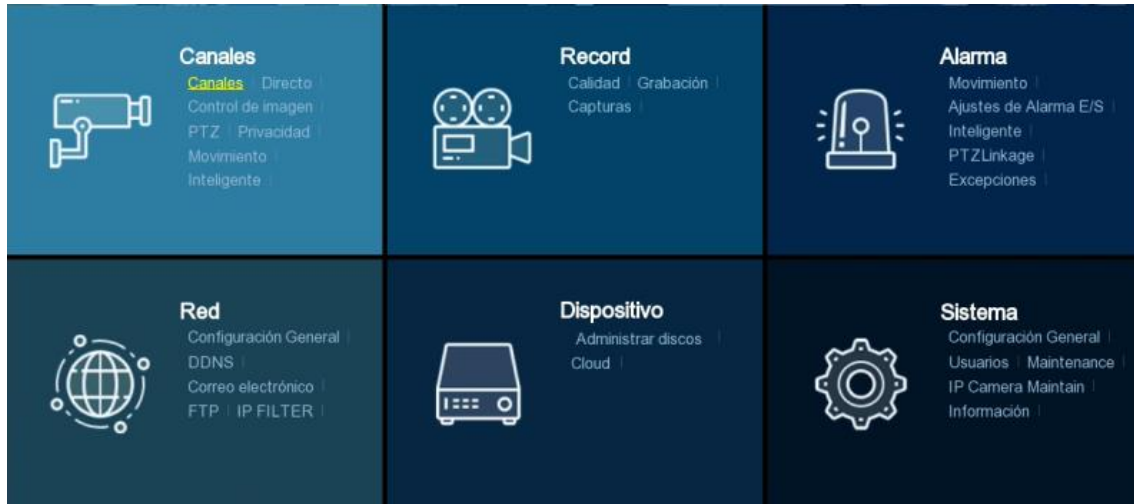 Canales
Canales | Directo |
Control de imagen |
PTZ | Privacidad |
Movimiento |
Inteligente |
Record
Calidad | Grabación |
Capturas |
Alarma
Movimiento |
Ajustes de Alarma E/S |
Inteligente |
PTZLinkage |
Excepciones |
Red
Configuración General |
DDNS |
Correo electrónico |
FTP | IP FILTER |
Dispositivo
Administrar discos |
Cloud |
Sistema
Configuración General |
Usuarios | Maintenance |
IP Camera Maintain |
Información |